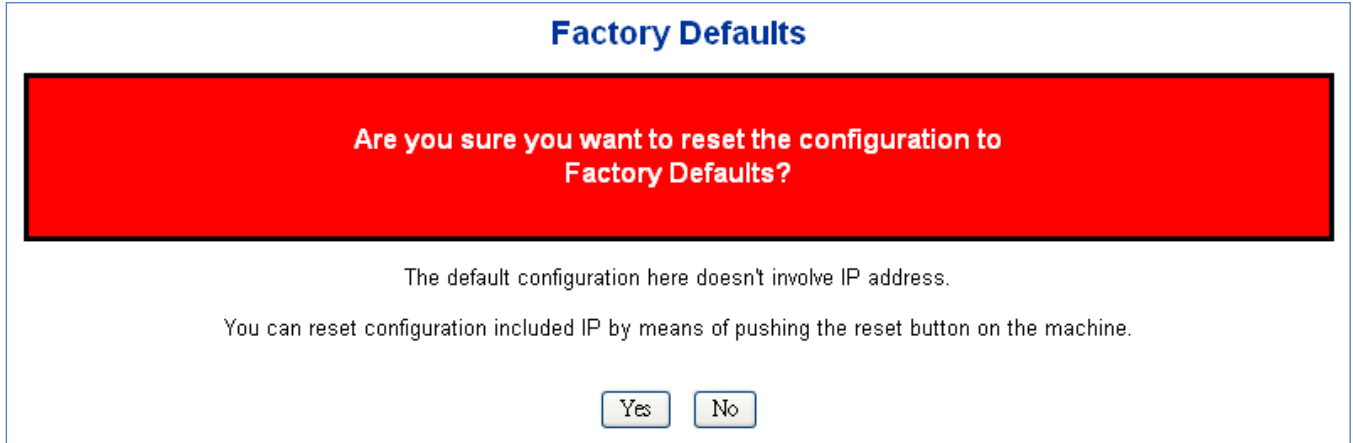 Factory Defaults
Are you sure you want to reset the configuration to
Factory Defaults?
The default configuration here doesn't involve IP address.
You can reset configuration included IP by means of pushing the reset button on the machine.
Yes No